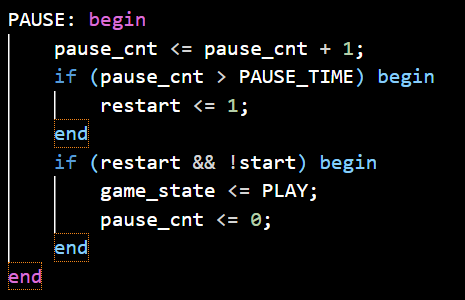 PAUSE: begin
    pause_cnt <= pause_cnt + 1;
    if (pause_cnt > PAUSE_TIME) begin
        restart <= 1;
    end
    if (restart && !start) begin
        game_state <= PLAY;
        pause_cnt <= 0;
    end
end